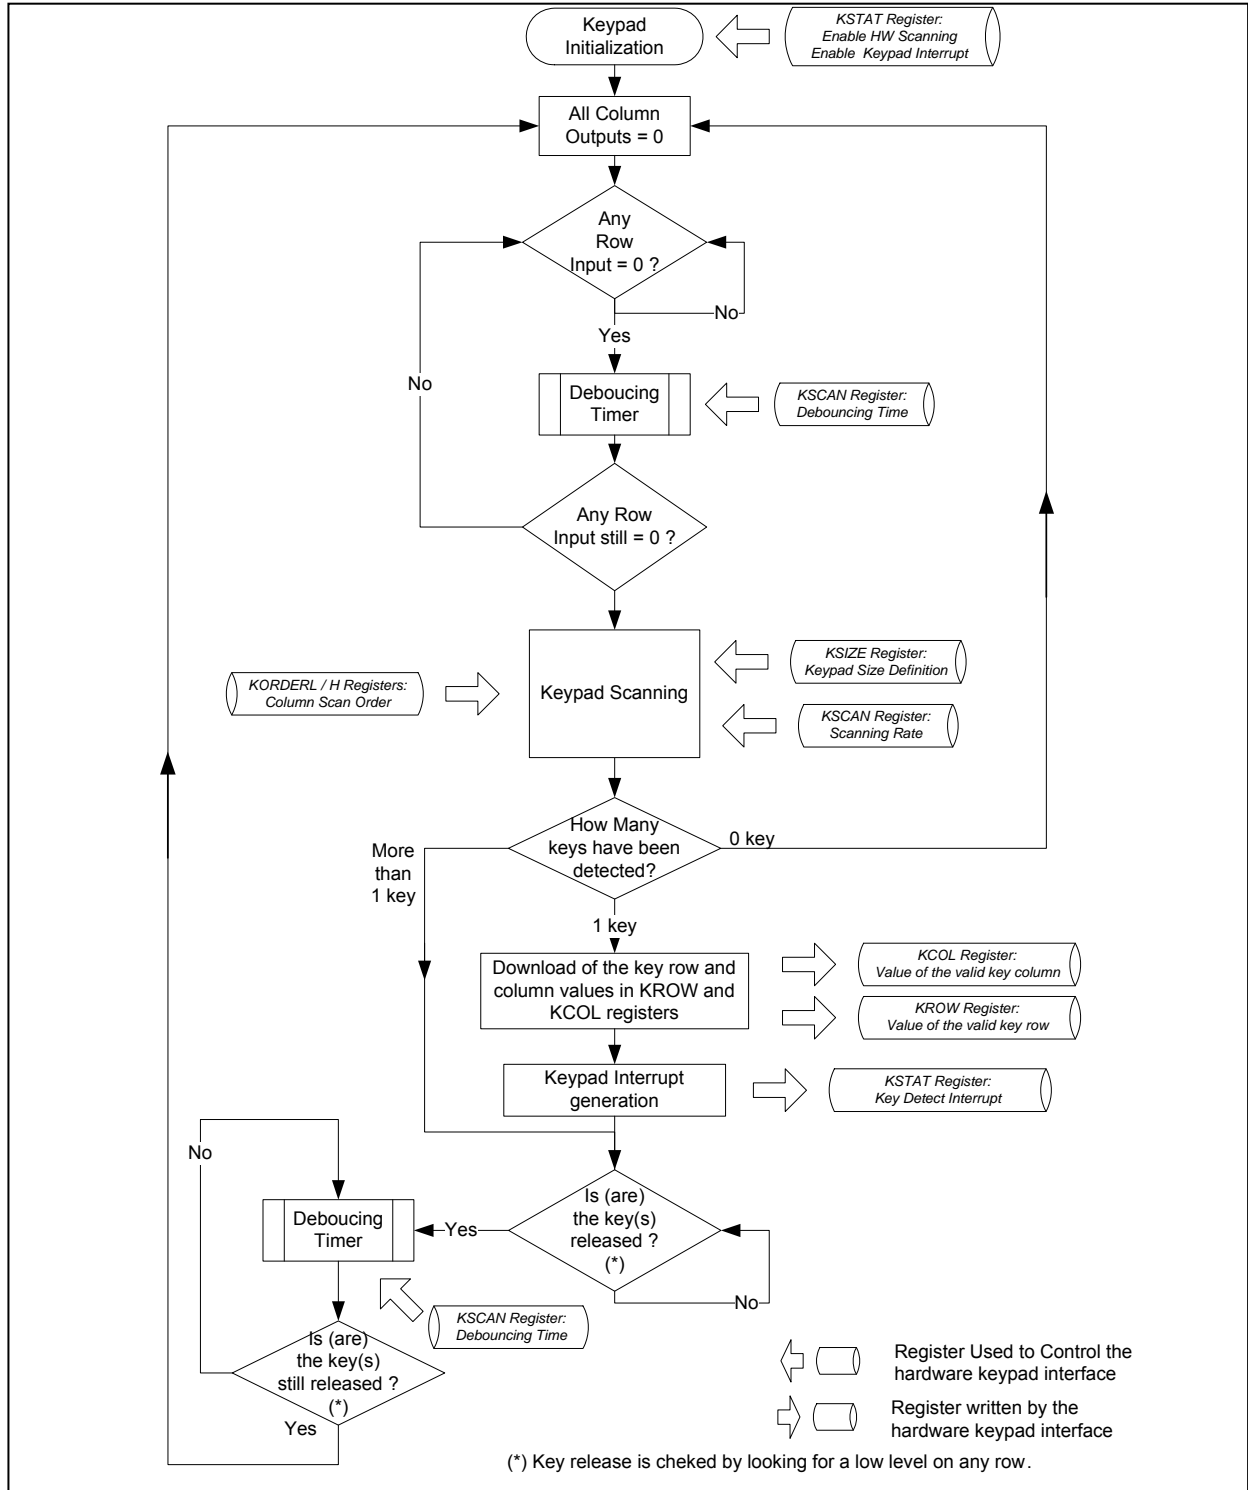 Keypad
Initialization
KSTAT Register:
Enable HW Scanning
Enable Keypad Interrupt
All Column
Outputs = 0
Any
Row
Input = 0 ?
No
Yes
No
Deboucing
Timer
KSCAN Register:
Debouncing Time
Any Row
Input still = 0 ?
KORDERL / H Registers:
Column Scan Order
Keypad Scanning
KSIZE Register:
Keypad Size Definition
KSCAN Register:
Scanning Rate
How Many
keys have been
detected?
0 key
More
than
1 key
1 key
Download of the key row and
column values in KROW and
KCOL registers
KCOL Register:
Value of the valid key column
KROW Register:
Value of the valid key row
Keypad Interrupt
generation
KSTAT Register:
Key Detect Interrupt
No
Deboucing
Timer
Yes
Is (are)
the key(s)
released ?
(*)
No
KSCAN Register:
Debouncing Time
Is (are)
the key(s)
still released ?
(*)
Yes
Register Used to Control the
hardware keypad interface
Register written by the
hardware keypad interface
(*) Key release is cheked by looking for a low level on any row.